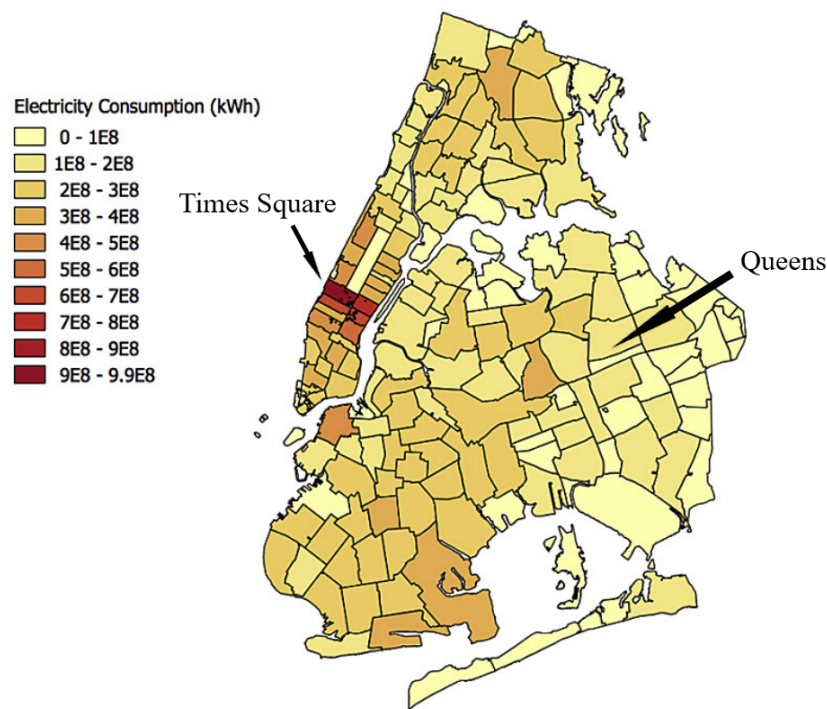 Electricity Consumption (kWh)
0 - 1E8
1E8 - 2E8
2E8 - 3E8
3E8 - 4E8
4E8 - 5E8
5E8 - 6E8
6E8 - 7E8
7E8 - 8E8
8E8 - 9E8
9E8 - 9.9E8
Times Square
Queens